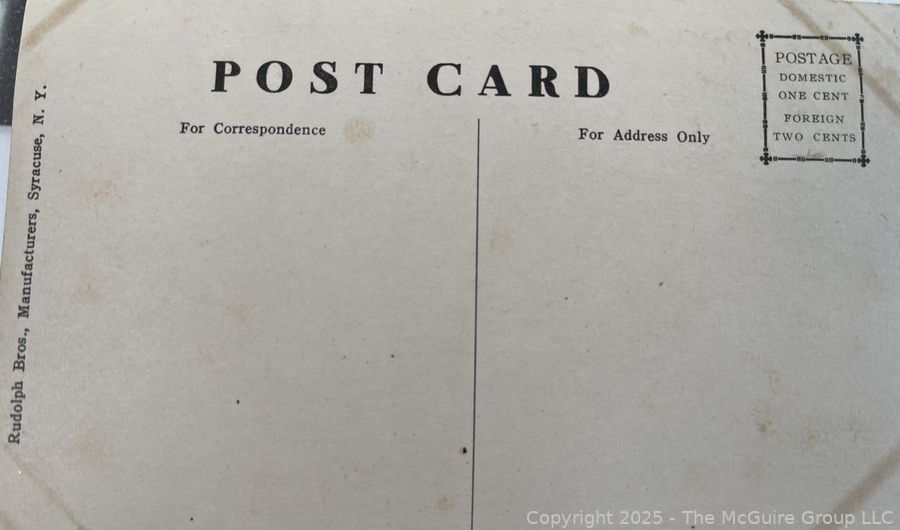 POST CARD
For Correspondence
For Address Only
POSTAGE
DOMESTIC
ONE CENT
FOREIGN
TWO CENTS
Rudolph Bros., Manufacturers, Syracuse, N. Y.
Copyright 2025 - The McGuire Group LLC